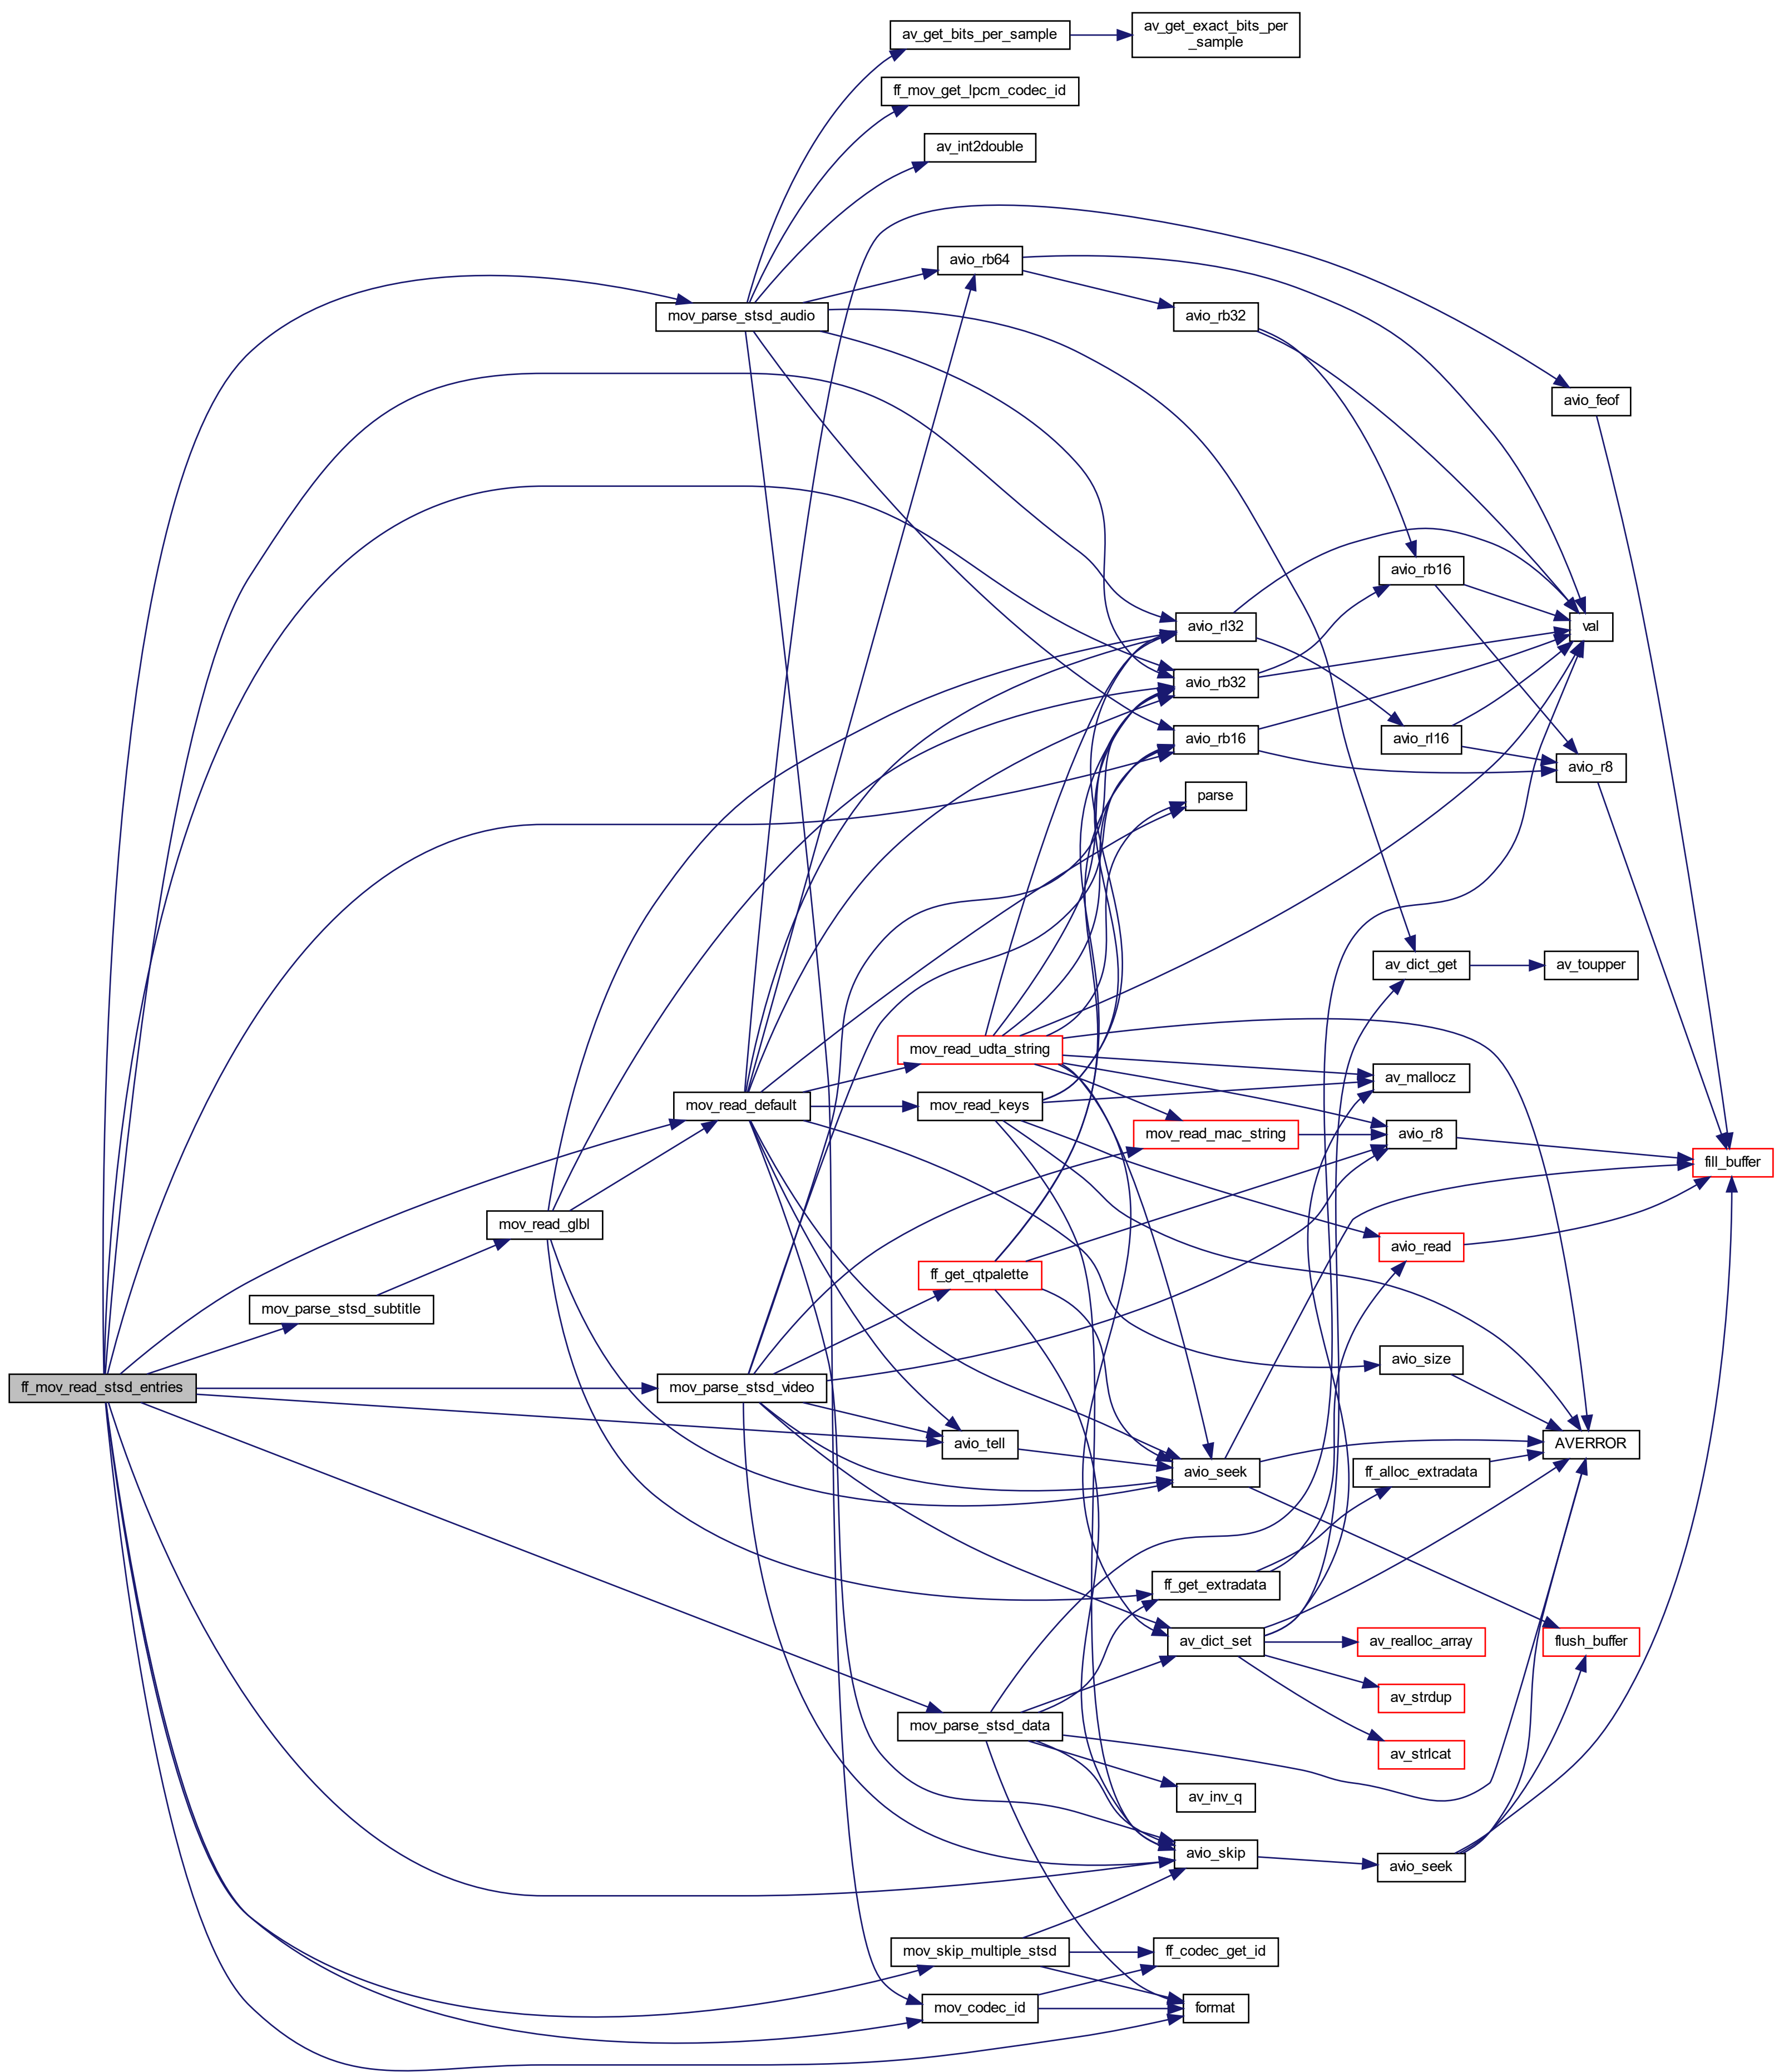 av_get_bits_per_sample
av_get_exact_bits_per
_sample
ff_mov_get_lpcm_codec_id
av_int2double
avio_rb64
mov_parse_stsd_audio
avio_rb32
avio_feof
avio_rb16
avio_rl32
val
avio_rb32
avio_rb16
avio_rl16
avio_r8
parse
av_dict_get
av_toupper
mov_read_udta_string
av_mallocz
mov_read_default
mov_read_keys
mov_read_mac_string
avio_r8
fill_buffer
mov_read_glbl
avio_read
ff_get_qtpalette
mov_parse_stsd_subtitle
avio_size
ff_mov_read_stsd_entries
mov_parse_stsd_video
avio_tell
AVERROR
avio_seek
ff_alloc_extradata
ff_get_extradata
av_dict_set
av_realloc_array
flush_buffer
av_strdup
mov_parse_stsd_data
av_strlcat
av_inv_q
avio_skip
avio_seek
mov_skip_multiple_stsd
ff_codec_get_id
mov_codec_id
format